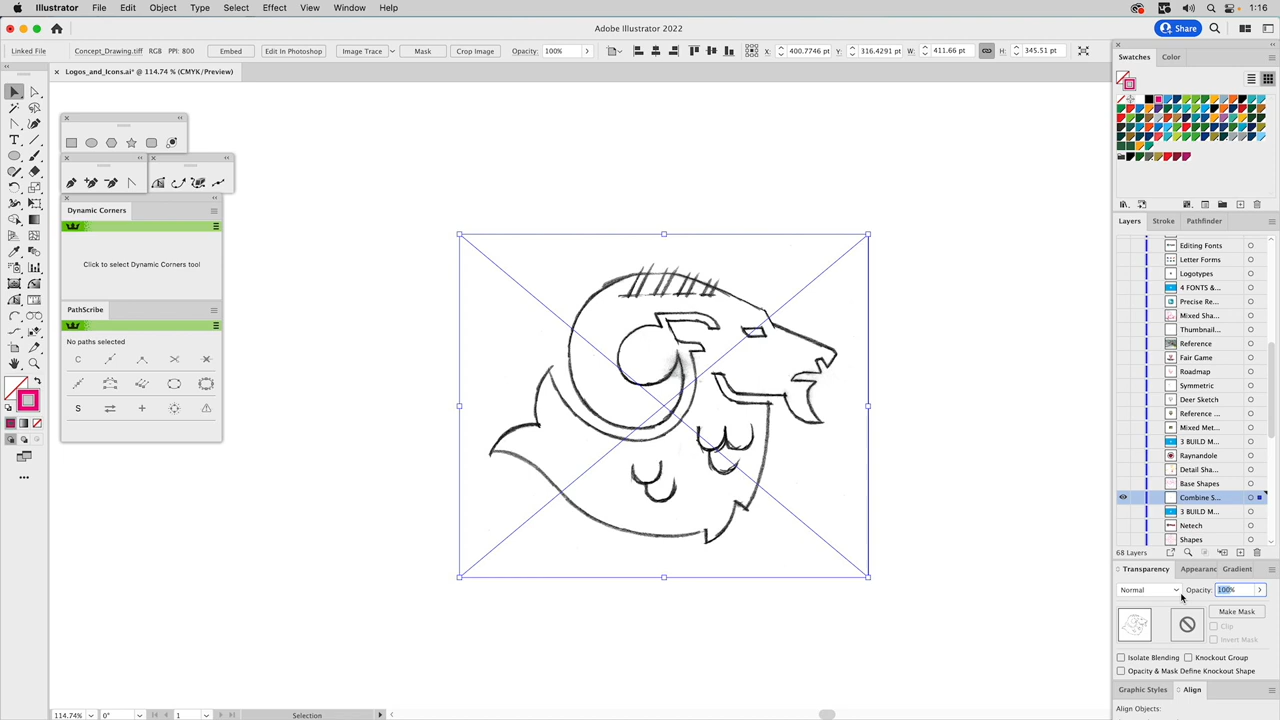 Illustrator File Edit Object Type Select Effect View Window Help 1:16
Adobe Illustrator 2022
Share
Linked File Concept_Drawing.tiff RGB PPI: 800 Embed Edit In Photoshop Image Trace Mask Crop Image Opacity: 100% X: 400.7746 pt Y: 316.4291 pt W: 411.66 pt H: 345.51 pt
Logos_and_Icons.ai* @ 114.74 % (CMYK/Preview)
Dynamic Corners
Click to select Dynamic Corners tool
PathScribe
No paths selected
Swatches Color
Layers Stroke Pathfinder
Editing Fonts
Letter Forms
Logotypes
4 FONTS &...
Precise Re...
Mixed Sha...
Thumbnail...
Reference
Fair Game
Roadmap
Symmetric
Deer Sketch
Reference ...
Mixed Met...
3 BUILD M...
Raynandole
Detail Sha...
Base Shapes
Combine S...
3 BUILD M...
Netech
Shapes
68 Layers
Transparency Appearance Gradient
Normal Opacity: 100%
Make Mask
Clip
Invert Mask
Isolate Blending Knockout Group
Opacity & Mask Define Knockout Shape
Graphic Styles Align
Align Objects:
114.74% 0° 1 Selection